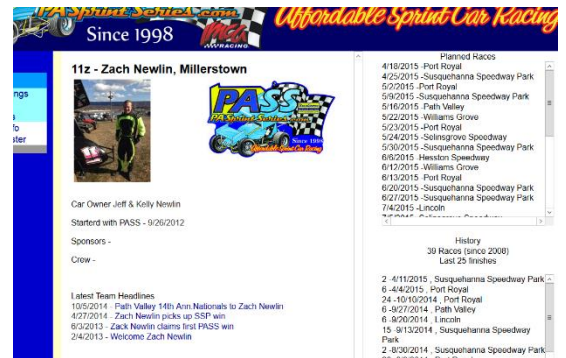 PASprintSeries.com
Since 1998
RACING
Affordable Sprint Car Racing
ngs
fo
ster
11z - Zach Newlin, Millerstown
PASS
PASprintSeries.com
Since 1998
Affordable Sprint Car Racing
Car Owner Jeff & Kelly Newlin
Starterd with PASS - 9/26/2012
Sponsors -
Crew -
Latest Team Headlines
10/5/2014 - Path Valley 14th Ann.Nationals to Zach Newlin
4/27/2014 - Zach Newlin picks up SSP win
6/3/2013 - Zack Newlin claims first PASS win
2/4/2013 - Welcome Zach Newlin
Planned Races
4/18/2015 -Port Royal
4/25/2015 -Susquehanna Speedway Park
5/2/2015 -Port Royal
5/9/2015 -Susquehanna Speedway Park
5/16/2015 -Path Valley
5/22/2015 -Williams Grove
5/23/2015 -Port Royal
5/24/2015 -Selinsgrove Speedway
5/30/2015 -Susquehanna Speedway Park
6/6/2015 -Hesston Speedway
6/12/2015 -Williams Grove
6/13/2015 -Port Royal
6/20/2015 -Susquehanna Speedway Park
6/27/2015 -Susquehanna Speedway Park
7/4/2015 -Lincoln
History
39 Races (since 2008)
Last 25 finishes
2 -4/11/2015 , Susquehanna Speedway Park
6 -4/4/2015 , Port Royal
24 -10/10/2014 , Port Royal
6 -9/27/2014 , Path Valley
6 -9/20/2014 , Lincoln
15 -9/13/2014 , Susquehanna Speedway
Park
2 -8/30/2014 , Susquehanna Speedway Park